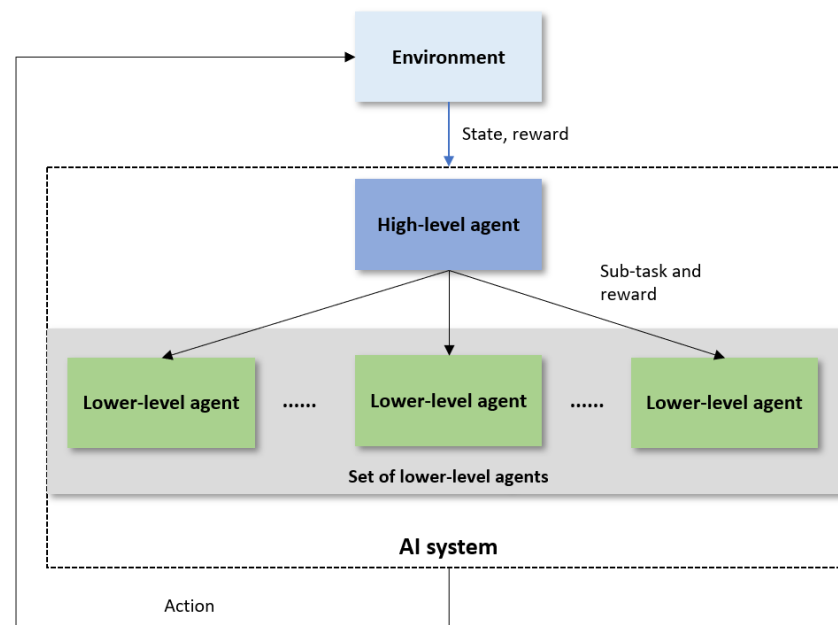 Environment
State, reward
High-level agent
Sub-task and
reward
Lower-level agent
......
Lower-level agent
......
Lower-level agent
Set of lower-level agents
AI system
Action